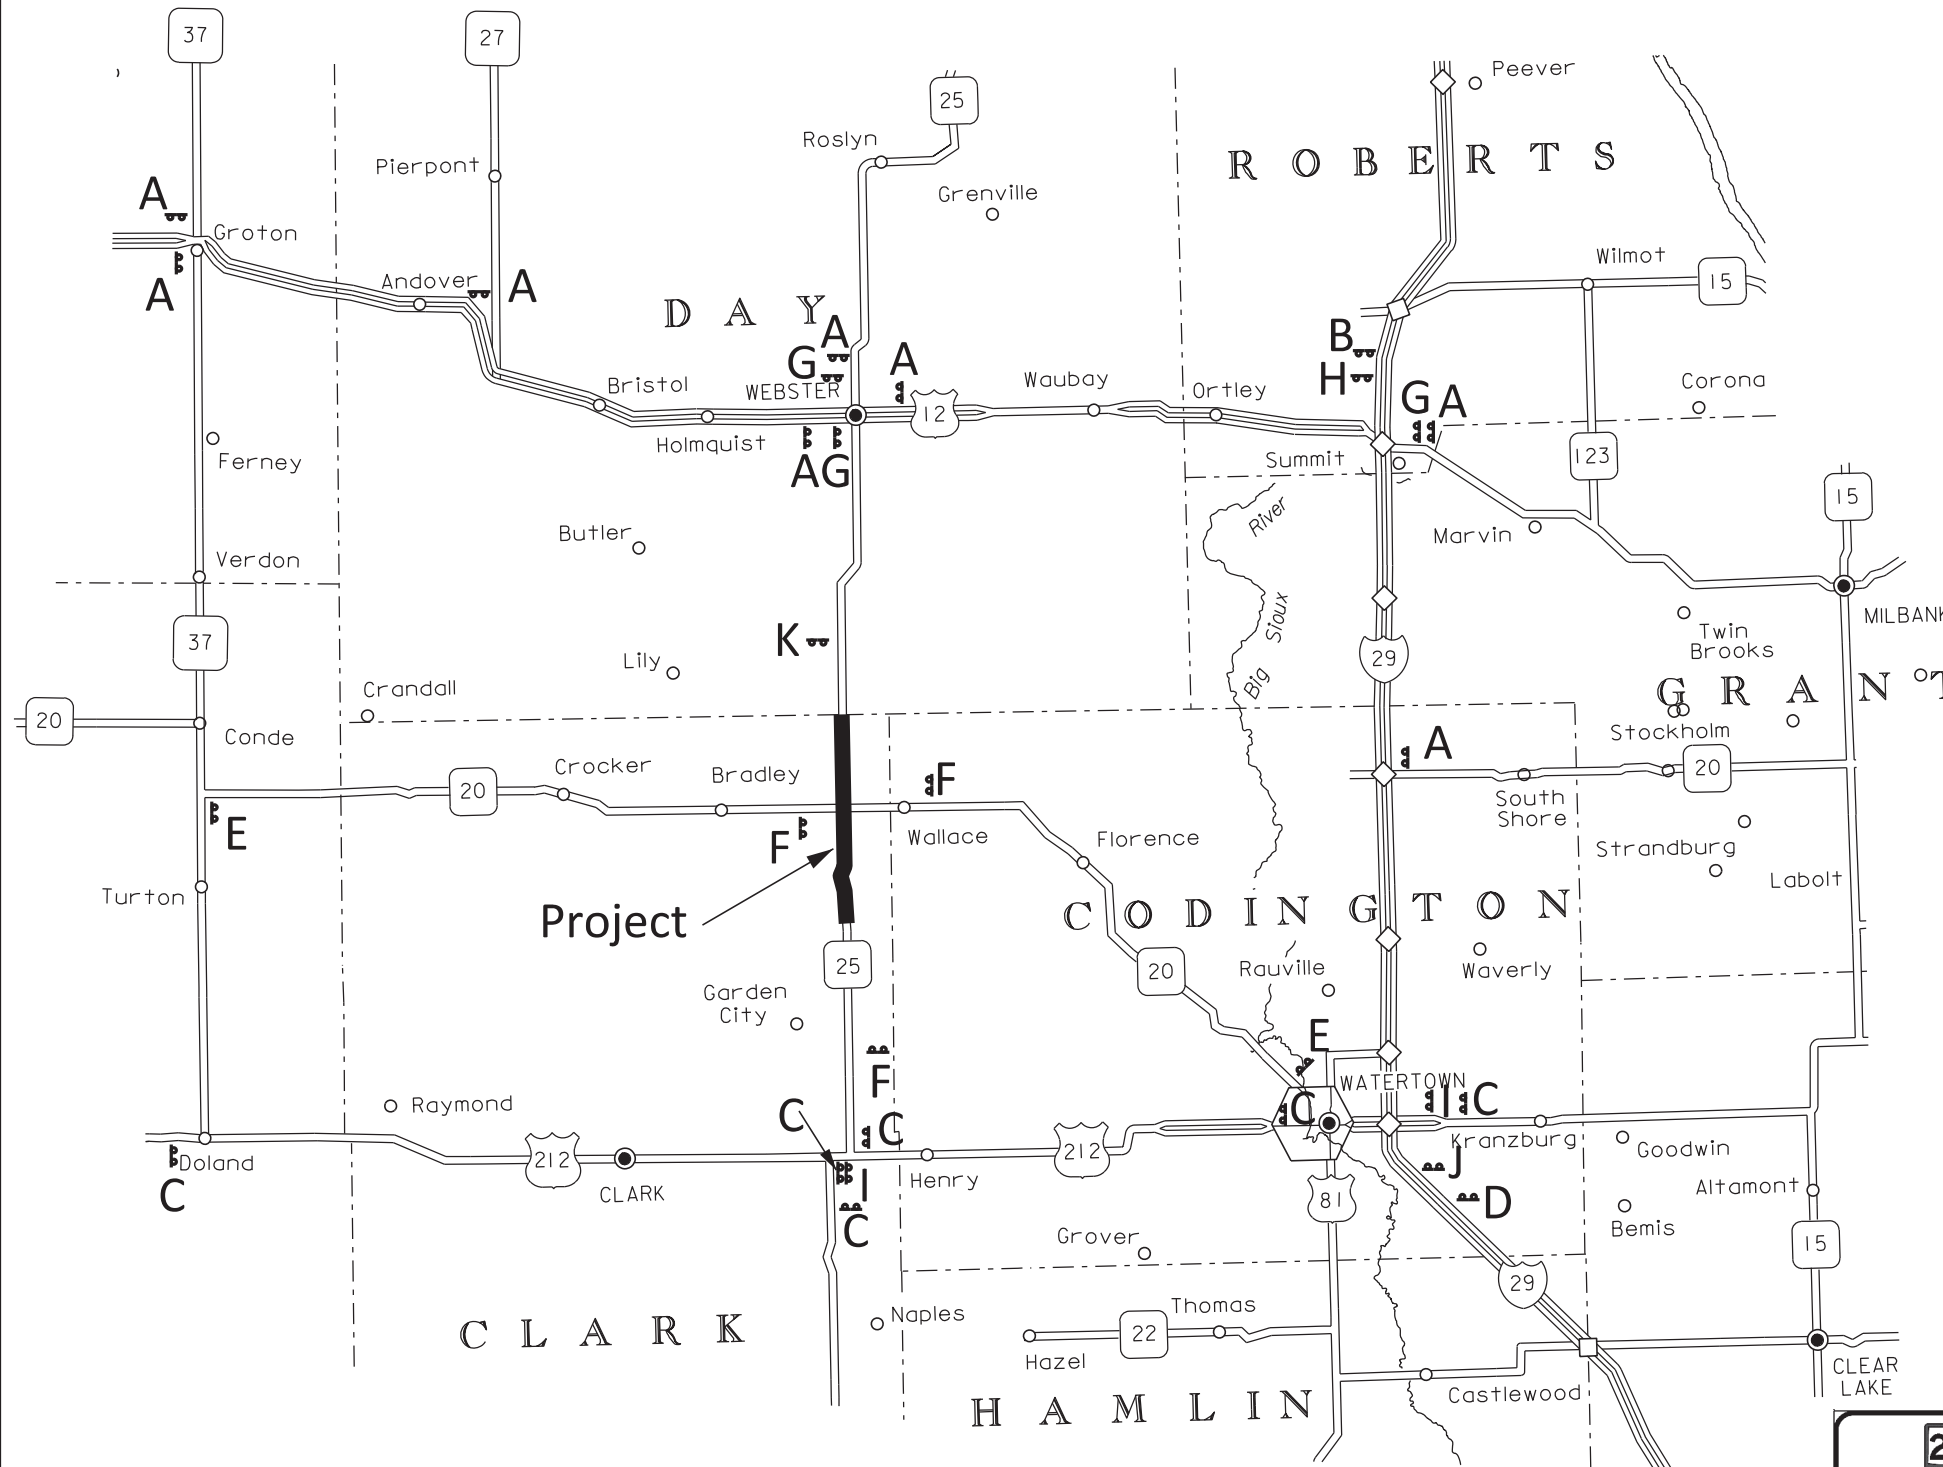 37
27
Peever
25
Roslyn
ROBERTS
Pierpont
Grenville
A
Groton
Wilmot
15
A
Andover
A
DAY
A
B
G
A
H
Bristol
WEBSTER
Waubay
Ortley
Corona
G A
12
Holmquist
Ferney
A G
Summit
123
15
River
Butler
Marvin
Verdon
Sioux
MILBANK
Twin
Brooks
37
K
29
Lily
Big
Crandall
GRANT
20
Conde
Stockholm
A
Crocker
Bradley
20
F
20
South
Shore
E
F
Wallace
Florence
Strandburg
Turton
Labolt
Project
CODINGTON
25
20
Rauville
Waverly
Garden
City
E
F
WATERTOWN
Raymond
C
C
C
I C
Kranzburg
Goodwin
Doland
212
212
J
C
CLARK
I
Henry
81
D
Altamont
C
Bemis
Grover
15
29
Naples
Thomas
CLARK
22
Hazel
CLEAR
LAKE
Castlewood
HAMLIN
2